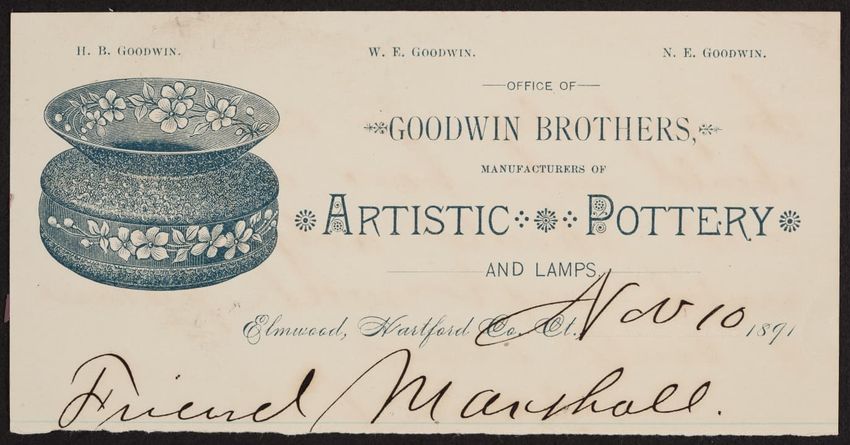 H. B. GOODWIN. W. E. GOODWIN. N. E. GOODWIN.
OFFICE OF
GOODWIN BROTHERS,
MANUFACTURERS OF
ARTISTIC POTTERY
AND LAMPS,
Elmwood, Hartford Co. Ct. Nov 10 1891
Friend Marshall.